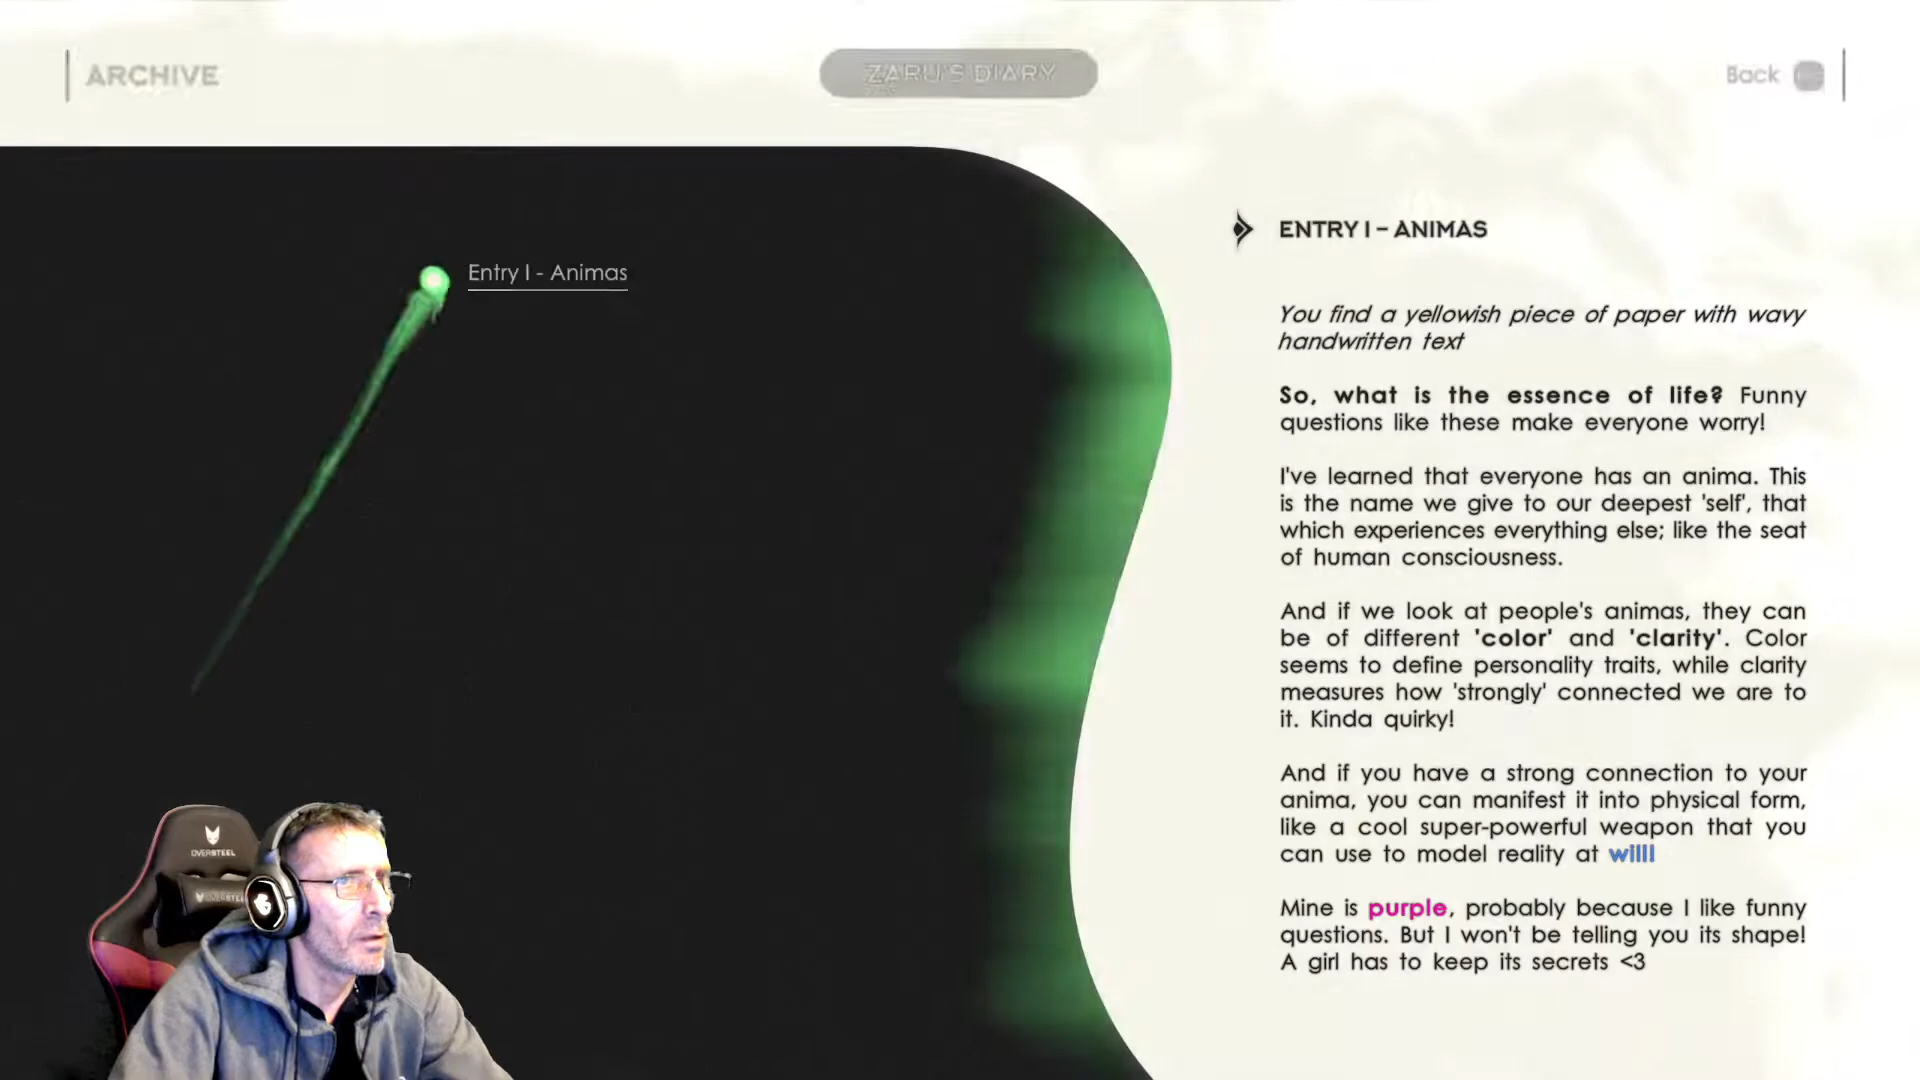 ARCHIVE
ZARU'S DIARY
Back
Entry I - Animas
ENTRY I - ANIMAS
You find a yellowish piece of paper with wavy
handwritten text
So, what is the essence of life? Funny
questions like these make everyone worry!
I've learned that everyone has an anima. This
is the name we give to our deepest 'self', that
which experiences everything else; like the seat
of human consciousness.
And if we look at people's animas, they can
be of different 'color' and 'clarity'. Color
seems to define personality traits, while clarity
measures how 'strongly' connected we are to
it. Kinda quirky!
And if you have a strong connection to your
anima, you can manifest it into physical form,
like a cool super-powerful weapon that you
can use to model reality at will!
Mine is purple, probably because I like funny
questions. But I won't be telling you its shape!
A girl has to keep its secrets <3
OVERSTEEL